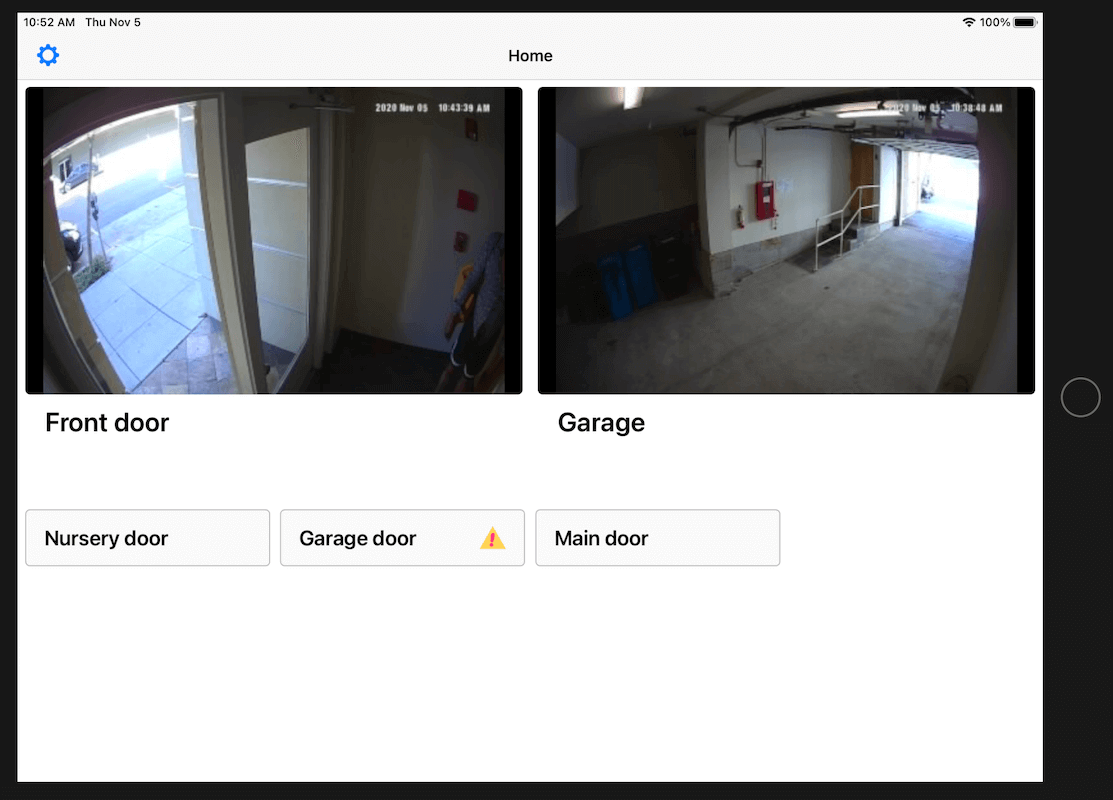 10:52 AM Thu Nov 5
100%
Home
2020 Nov 05 10:43:39 AM
2020 Nov 05 10:38:48 AM
Front door
Garage
Nursery door
Garage door
Main door